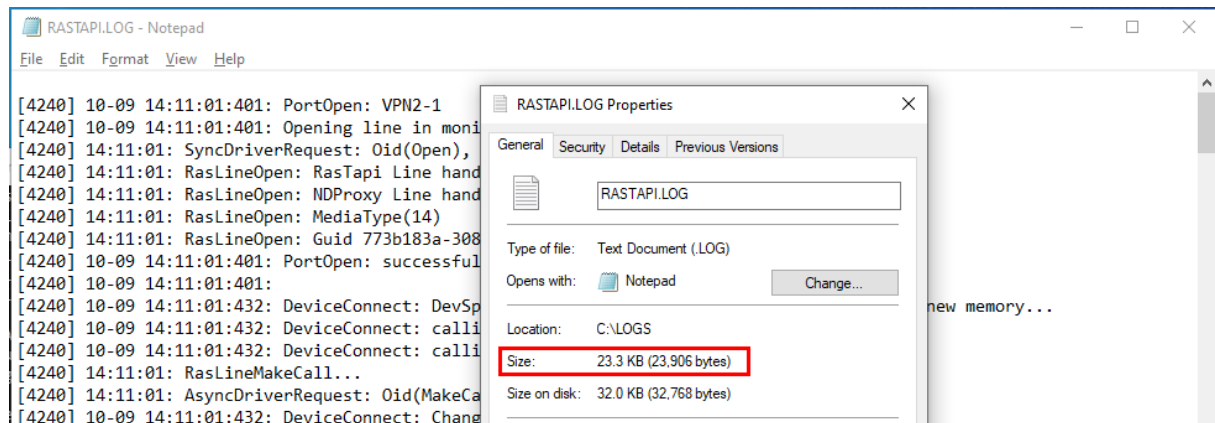 RASTAPI.LOG - Notepad
File Edit Format View Help
[4240] 10-09 14:11:01:401: PortOpen: VPN2-1
[4240] 10-09 14:11:01:401: Opening line in moni
[4240] 14:11:01: SyncDriverRequest: Oid(Open),
[4240] 14:11:01: RasLineOpen: RasTapi Line hand
[4240] 14:11:01: RasLineOpen: NDProxy Line hand
[4240] 14:11:01: RasLineOpen: MediaType(14)
[4240] 14:11:01: RasLineOpen: Guid 773b183a-308
[4240] 10-09 14:11:01:401: PortOpen: successful
[4240] 10-09 14:11:01:401:
[4240] 10-09 14:11:01:432: DeviceConnect: DevSp
new memory...
[4240] 10-09 14:11:01:432: DeviceConnect: calli
[4240] 10-09 14:11:01:432: DeviceConnect: calli
[4240] 14:11:01: RasLineMakeCall...
[4240] 14:11:01: AsyncDriverRequest: Oid(MakeCa
[4240] 10-09 14:11:01:432: DeviceConnect: Chang
RASTAPI.LOG Properties
General Security Details Previous Versions
RASTAPI.LOG
Type of file: Text Document (.LOG)
Opens with: Notepad Change...
Location: C:\LOGS
Size: 23.3 KB (23,906 bytes)
Size on disk: 32.0 KB (32,768 bytes)